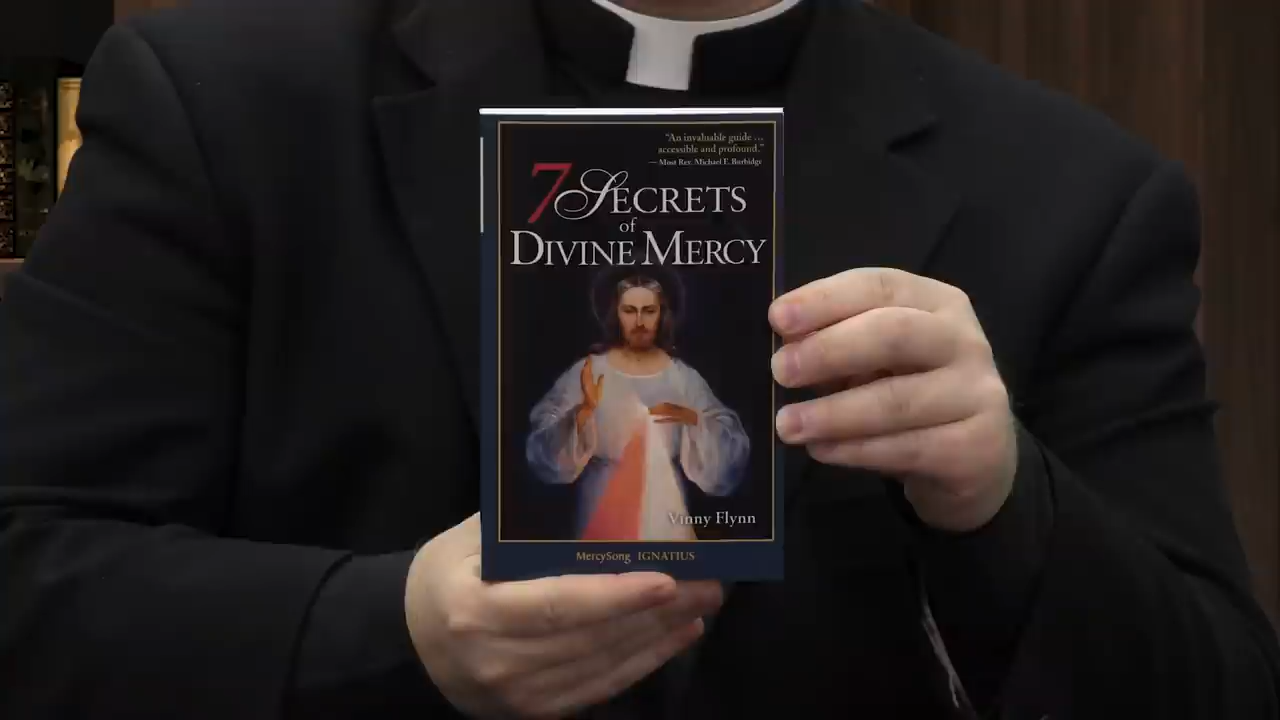 "An invaluable guide ...
accessible and profound."
— Most Rev. Michael F. Burbidge
7 SECRETS
of
DIVINE MERCY
Vinny Flynn
MercySong IGNATIUS